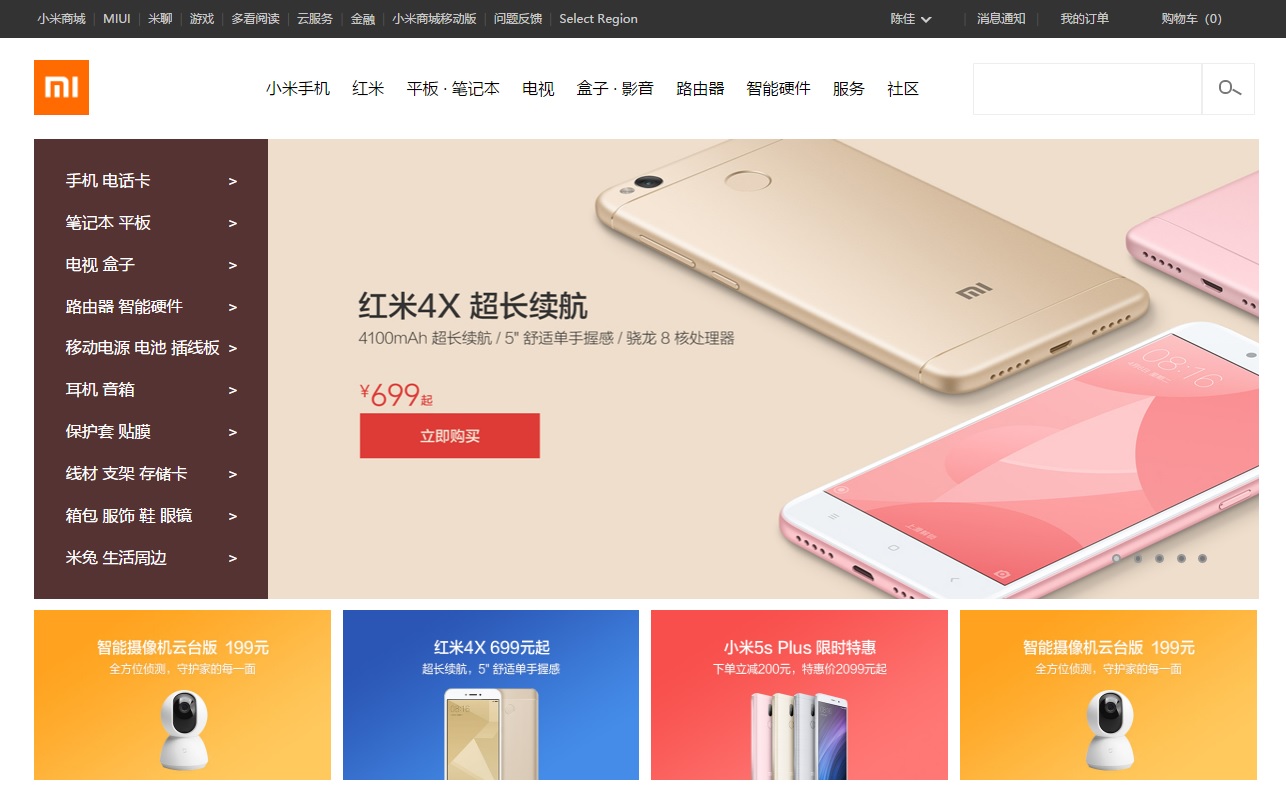 小米商城 | MIUI | 米聊 | 游戏 | 多看阅读 | 云服务 | 金融 | 小米商城移动版 | 问题反馈 | Select Region 陈佳 | 消息通知 | 我的订单 购物车（0）
MI 小米手机 红米 平板 · 笔记本 电视 盒子 · 影音 路由器 智能硬件 服务 社区
手机 电话卡 >
笔记本 平板 >
电视 盒子 >
路由器 智能硬件 >
移动电源 电池 插线板 >
耳机 音箱 >
保护套 贴膜 >
线材 支架 存储卡 >
箱包 服饰 鞋 眼镜 >
米兔 生活周边 >
红米4X 超长续航
4100mAh 超长续航 / 5" 舒适单手握感 / 骁龙 8 核处理器
¥699起
立即购买
MI
08:16
智能摄像机云台版 199元
全方位侦测，守护家的每一面
红米4X 699元起
超长续航，5" 舒适单手握感
08:16
小米5s Plus 限时特惠
下单立减200元，特惠价2099元起
智能摄像机云台版 199元
全方位侦测，守护家的每一面